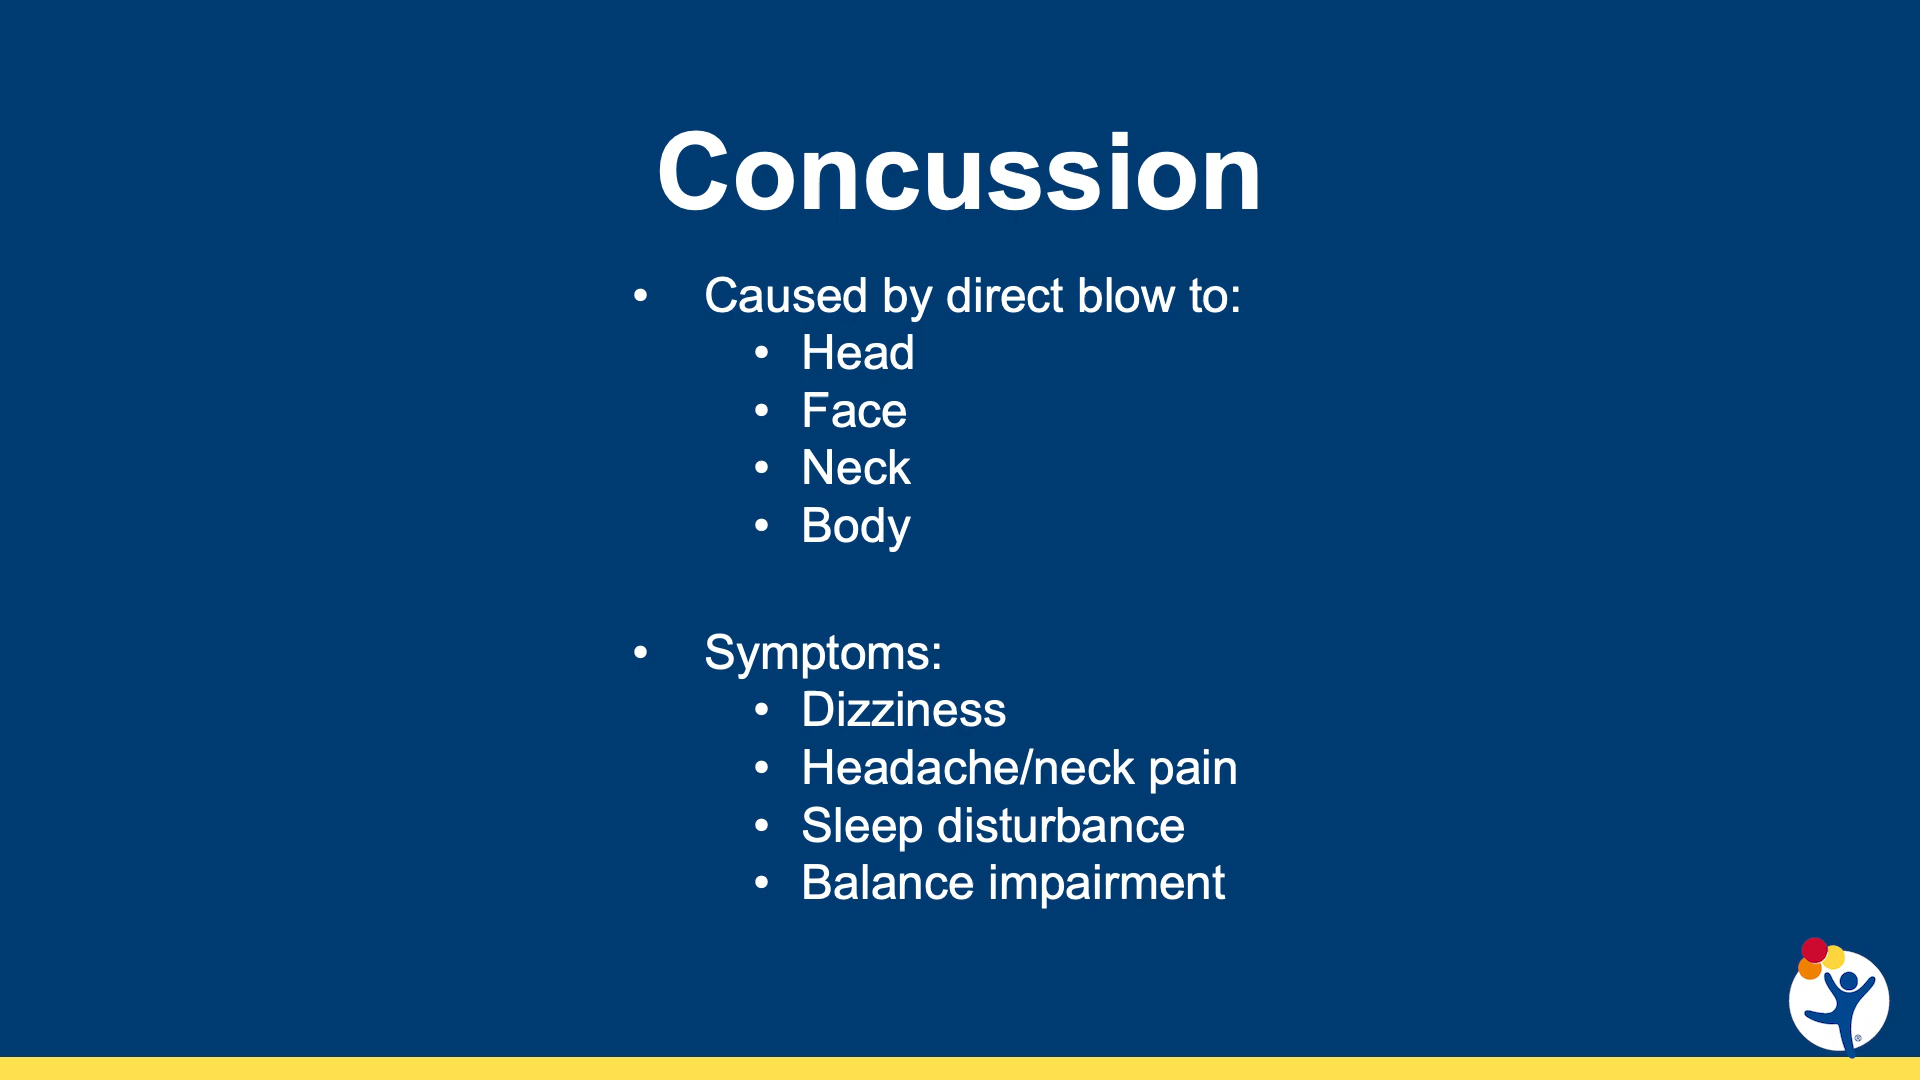 Concussion
• Caused by direct blow to:
• Head
• Face
• Neck
• Body
• Symptoms:
• Dizziness
• Headache/neck pain
• Sleep disturbance
• Balance impairment
®